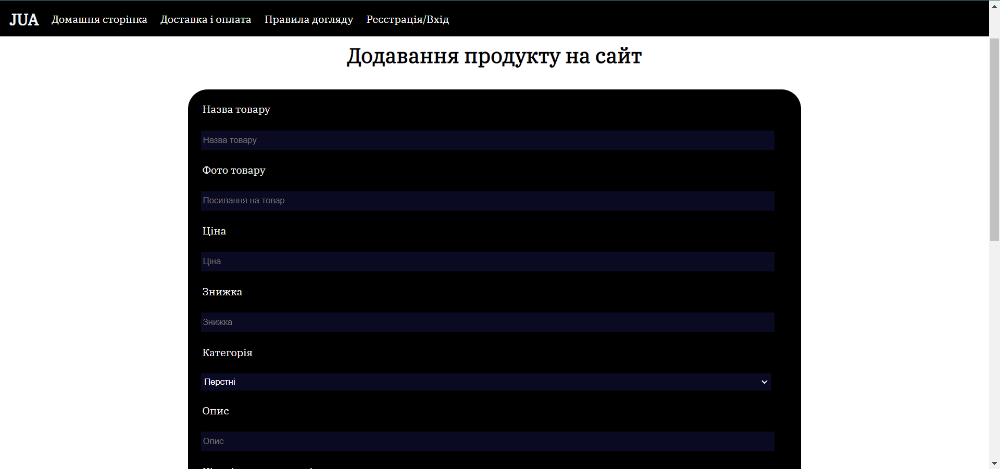 JUA Домашня сторінка Доставка і оплата Правила догляду Реєстрація/Вхід
Додавання продукту на сайт
Назва товару
Назва товару
Фото товару
Посилання на товар
Ціна
Ціна
Знижка
Знижка
Категорія
Перстні
Опис
Опис